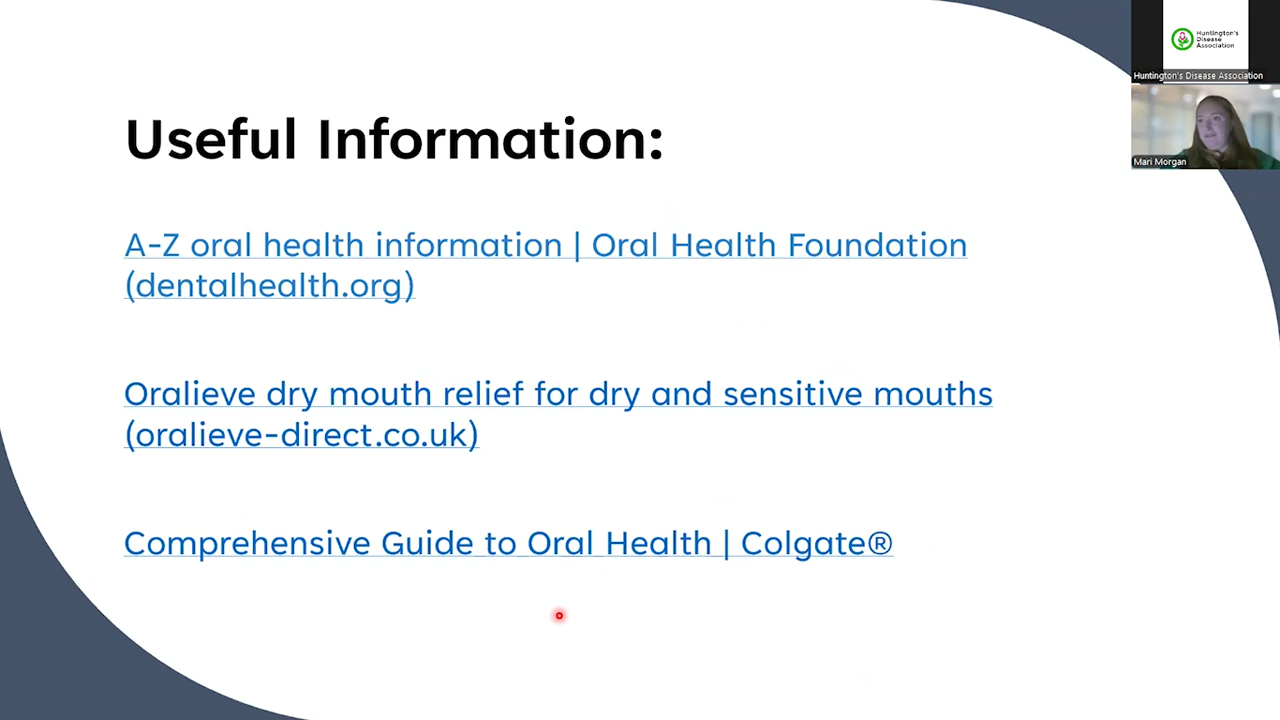 Useful Information:
A-Z oral health information | Oral Health Foundation
(dentalhealth.org)
Oralieve dry mouth relief for dry and sensitive mouths
(oralieve-direct.co.uk)
Comprehensive Guide to Oral Health | Colgate®
Huntington's
Disease
Association
Huntington's Disease Association
Mari Morgan